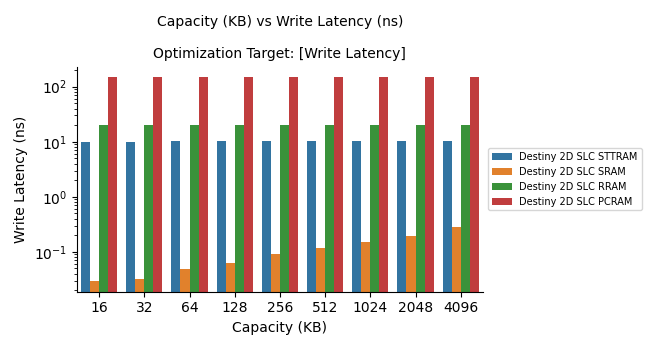 Capacity (KB) vs Write Latency (ns)
Optimization Target: [Write Latency]
Write Latency (ns)
10²
10¹
10⁰
10⁻¹
16 32 64 128 256 512 1024 2048 4096
Capacity (KB)
Destiny 2D SLC STTRAM
Destiny 2D SLC SRAM
Destiny 2D SLC RRAM
Destiny 2D SLC PCRAM